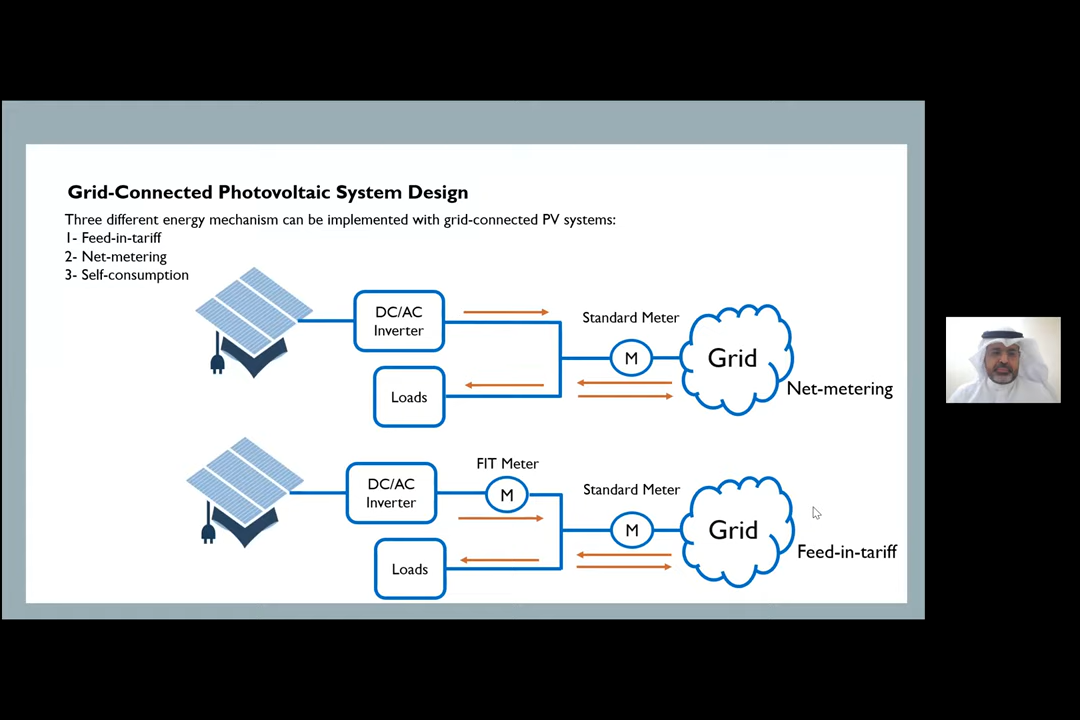 Grid-Connected Photovoltaic System Design
Three different energy mechanism can be implemented with grid-connected PV systems:
1- Feed-in-tariff
2- Net-metering
3- Self-consumption
DC/AC
Inverter
Standard Meter
M
Grid
Loads
Net-metering
FIT Meter
DC/AC
Inverter
M
Standard Meter
M
Grid
Feed-in-tariff
Loads